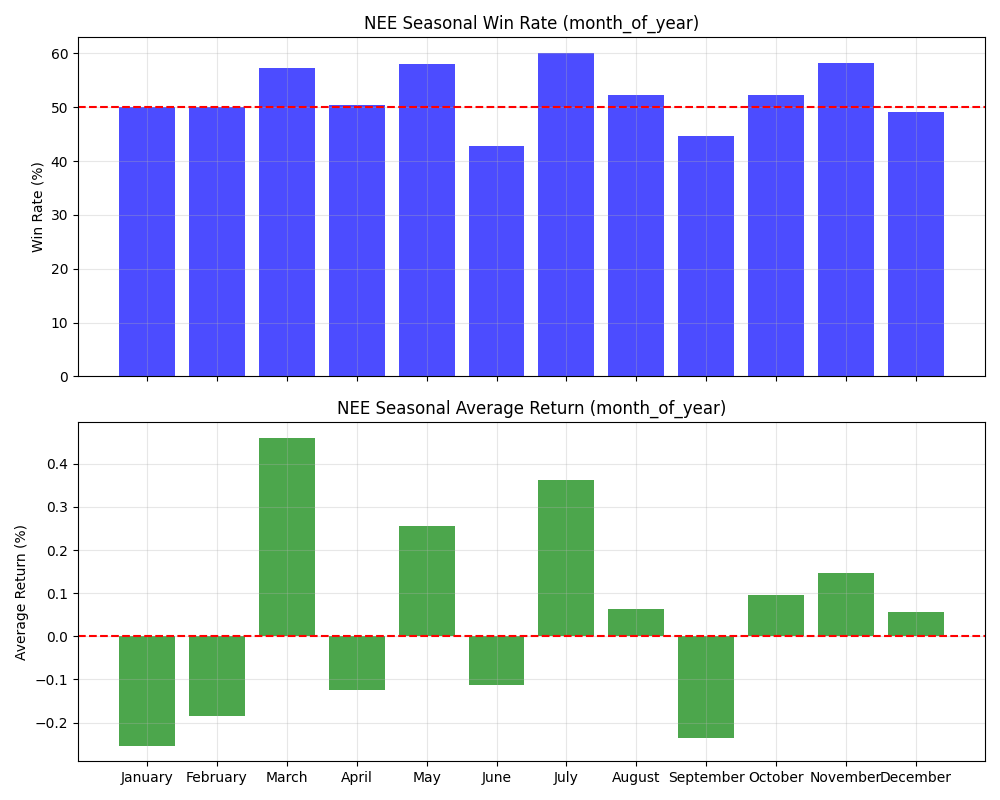 NEE Seasonal Win Rate (month_of_year)
Win Rate (%)
60
50
40
30
20
10
0
NEE Seasonal Average Return (month_of_year)
Average Return (%)
0.4
0.3
0.2
0.1
0.0
−0.1
−0.2
January February March April May June July August September October November December